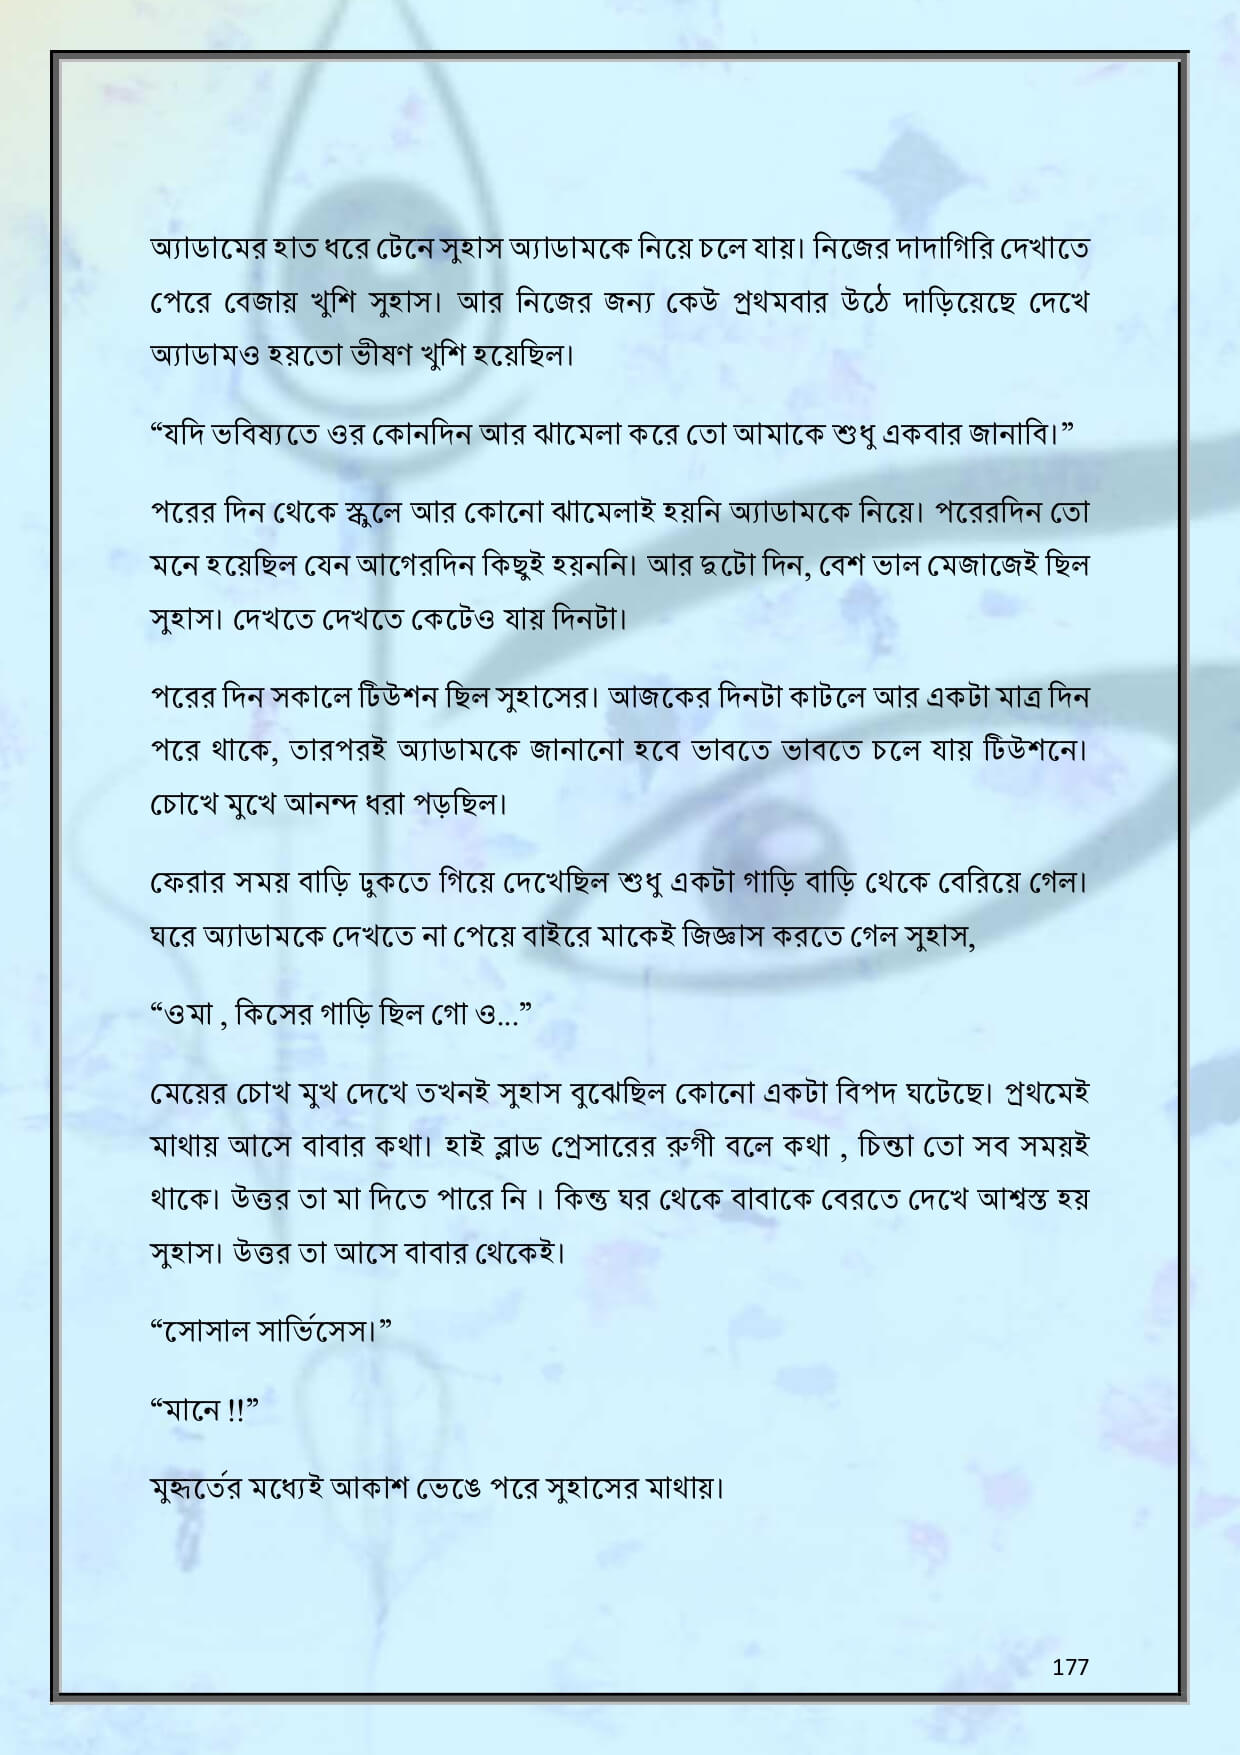 অ্যাডামের হাত ধরে টেনে সুহাস অ্যাডামকে নিয়ে চলে যায়। নিজের দাদাগিরি দেখাতে
পেরে বেজায় খুশি সুহাস। আর নিজের জন্য কেউ প্রথমবার উঠে দাড়িয়েছে দেখে
অ্যাডামও হয়তো ভীষণ খুশি হয়েছিল।
“যদি ভবিষ্যতে ওর কোনদিন আর ঝামেলা করে তো আমাকে শুধু একবার জানাবি।”
পরের দিন থেকে স্কুলে আর কোনো ঝামেলাই হয়নি অ্যাডামকে নিয়ে। পরেরদিন তো
মনে হয়েছিল যেন আগেরদিন কিছুই হয়ননি। আর দুটো দিন, বেশ ভাল মেজাজেই ছিল
সুহাস। দেখতে দেখতে কেটেও যায় দিনটা।
পরের দিন সকালে টিউশন ছিল সুহাসের। আজকের দিনটা কাটলে আর একটা মাত্র দিন
পরে থাকে, তারপরই অ্যাডামকে জানানো হবে ভাবতে ভাবতে চলে যায় টিউশনে।
চোখে মুখে আনন্দ ধরা পড়ছিল।
ফেরার সময় বাড়ি ঢুকতে গিয়ে দেখেছিল শুধু একটা গাড়ি বাড়ি থেকে বেরিয়ে গেল।
ঘরে অ্যাডামকে দেখতে না পেয়ে বাইরে মাকেই জিজ্ঞাস করতে গেল সুহাস,
“ওমা , কিসের গাড়ি ছিল গো ও...”
মেয়ের চোখ মুখ দেখে তখনই সুহাস বুঝেছিল কোনো একটা বিপদ ঘটেছে। প্রথমেই
মাথায় আসে বাবার কথা। হাই ব্লাড প্রেসারের রুগী বলে কথা , চিন্তা তো সব সময়ই
থাকে। উত্তর তা মা দিতে পারে নি । কিন্তু ঘর থেকে বাবাকে বেরতে দেখে আশ্বস্ত হয়
সুহাস। উত্তর তা আসে বাবার থেকেই।
“সোসাল সার্ভিসেস।”
“মানে !!”
মুহূর্তের মধ্যেই আকাশ ভেঙে পরে সুহাসের মাথায়।
177